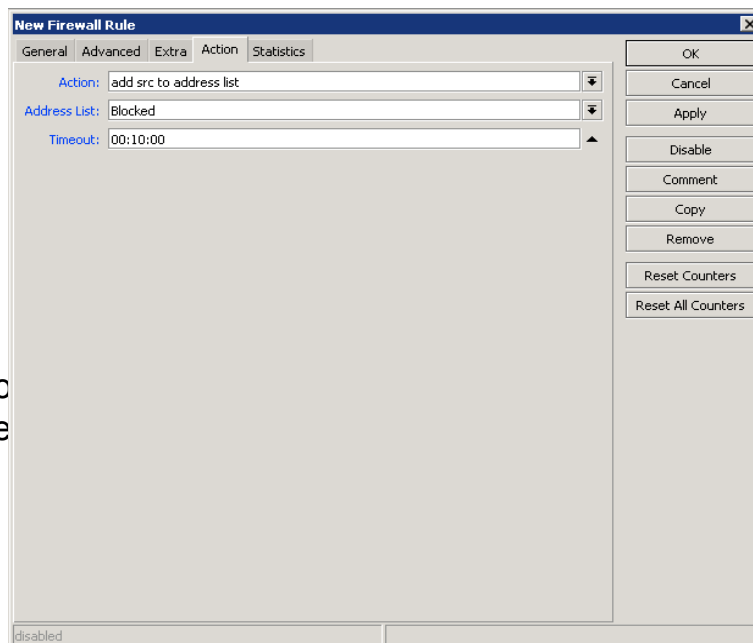 New Firewall Rule
General Advanced Extra Action Statistics
Action: add src to address list
Address List: Blocked
Timeout: 00:10:00
OK
Cancel
Apply
Disable
Comment
Copy
Remove
Reset Counters
Reset All Counters
disabled